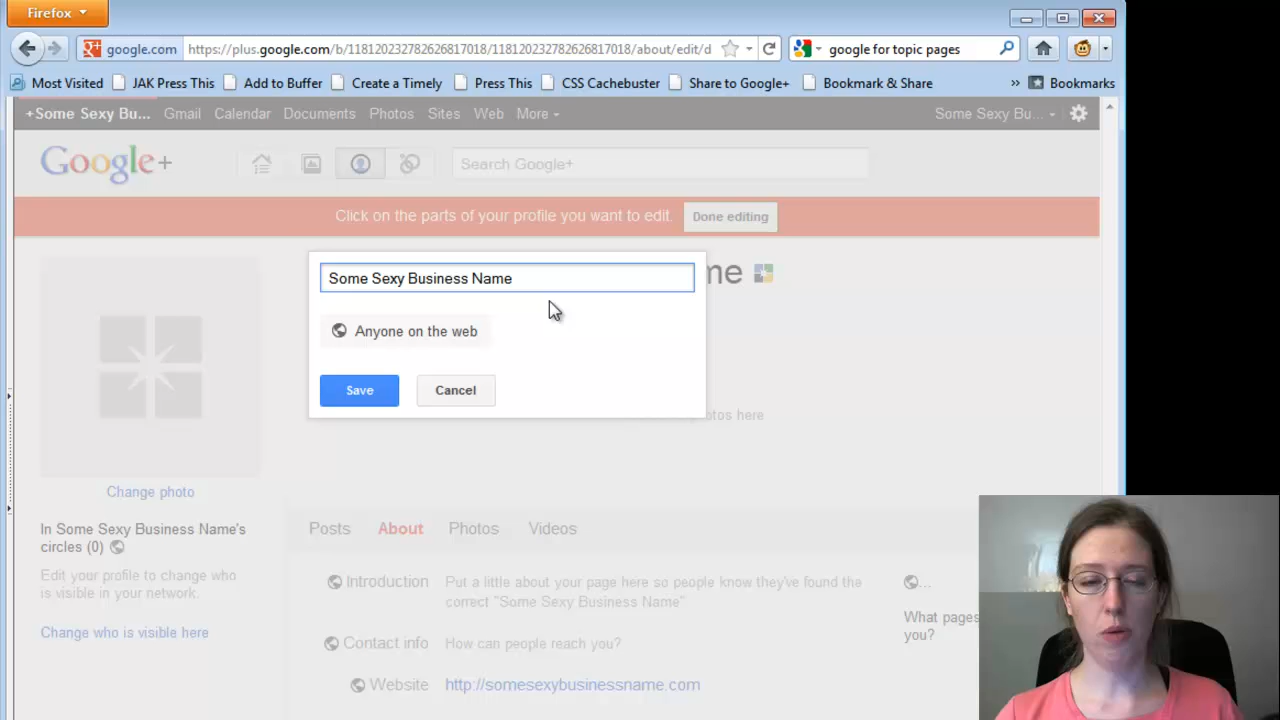 Firefox
google.com
https://plus.google.com/b/118120232782626817018/118120232782626817018/about/edit/d
google for topic pages
Most Visited
JAK Press This
Add to Buffer
Create a Timely
Press This
CSS Cachebuster
Share to Google+
Bookmark & Share
»
Bookmarks
+Some Sexy Bu...
Gmail
Calendar
Documents
Photos
Sites
Web
More
Some Sexy Bu...
Google+
Search Google+
Click on the parts of your profile you want to edit.
Done editing
Some Sexy Business Name
me
Anyone on the web
Save
Cancel
otos here
Change photo
In Some Sexy Business Name's
circles (0)
Edit your profile to change who
is visible in your network.
Change who is visible here
Posts
About
Photos
Videos
Introduction
Put a little about your page here so people know they've found the
correct "Some Sexy Business Name"
Contact info
How can people reach you?
Website
http://somesexybusinessname.com
...
What pages
you?